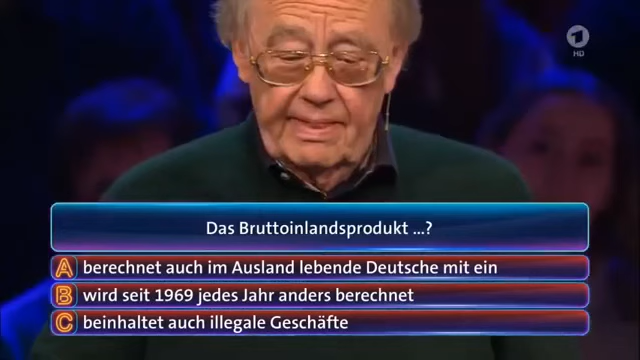 HD
Das Bruttoinlandsprodukt ...?
A berechnet auch im Ausland lebende Deutsche mit ein
B wird seit 1969 jedes Jahr anders berechnet
C beinhaltet auch illegale Geschäfte